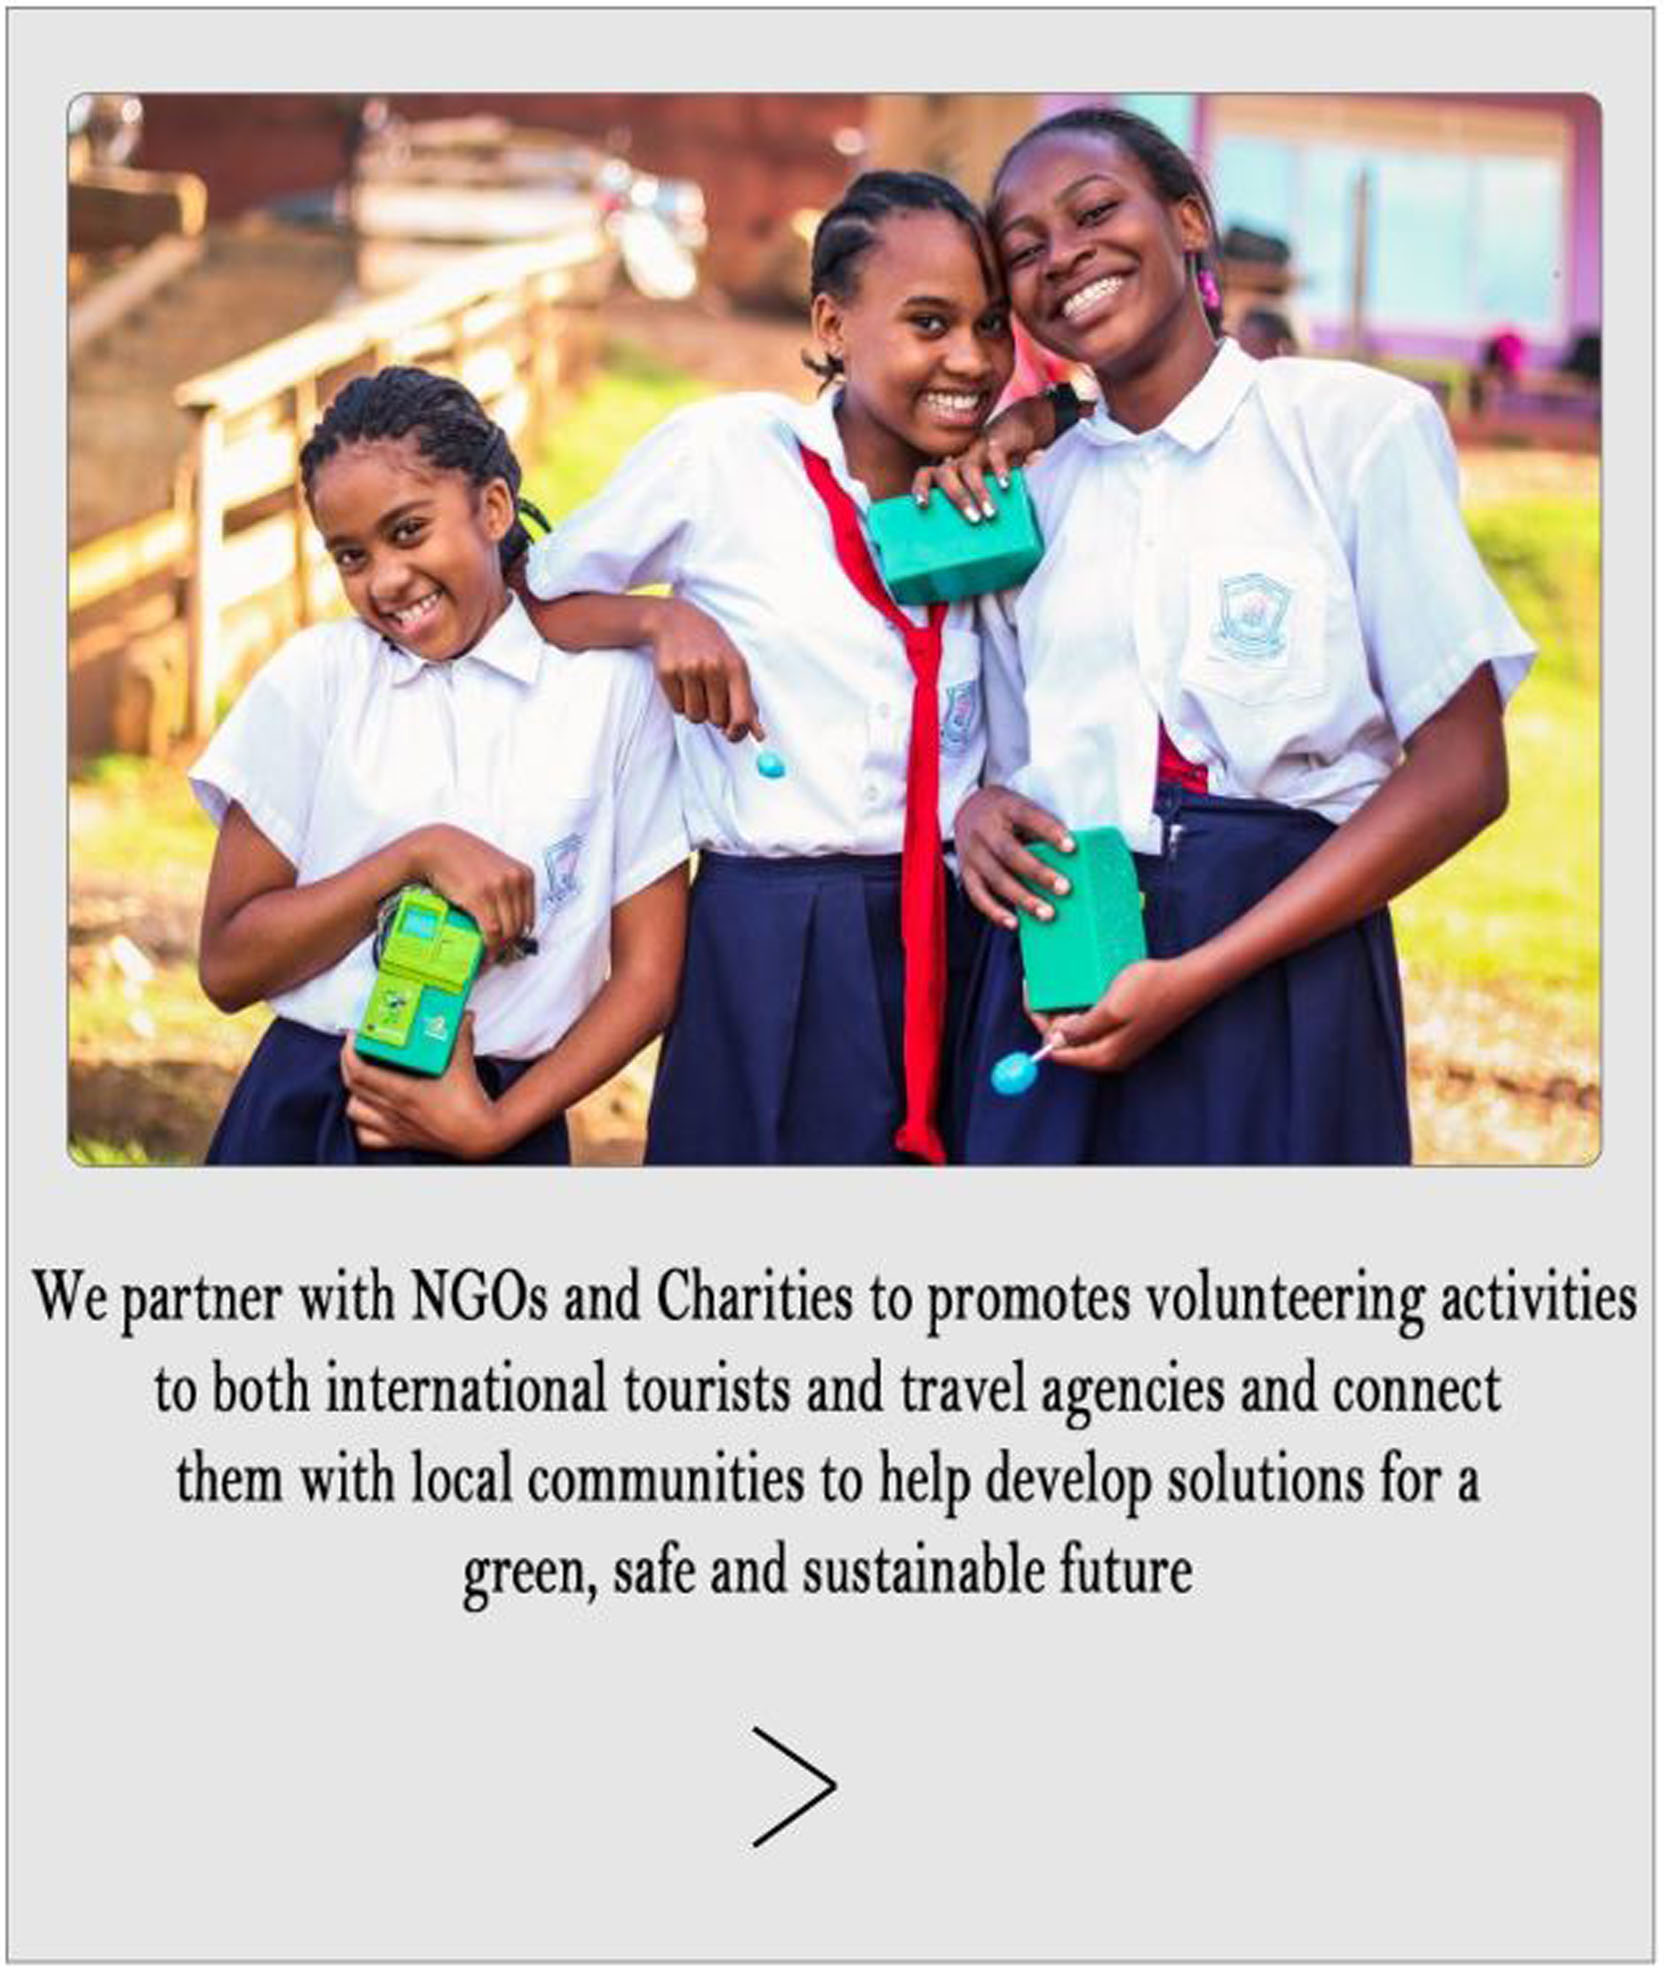 We partner with NGOs and Charities to promotes volunteering activities
to both international tourists and travel agencies and connect
them with local communities to help develop solutions for a
green, safe and sustainable future